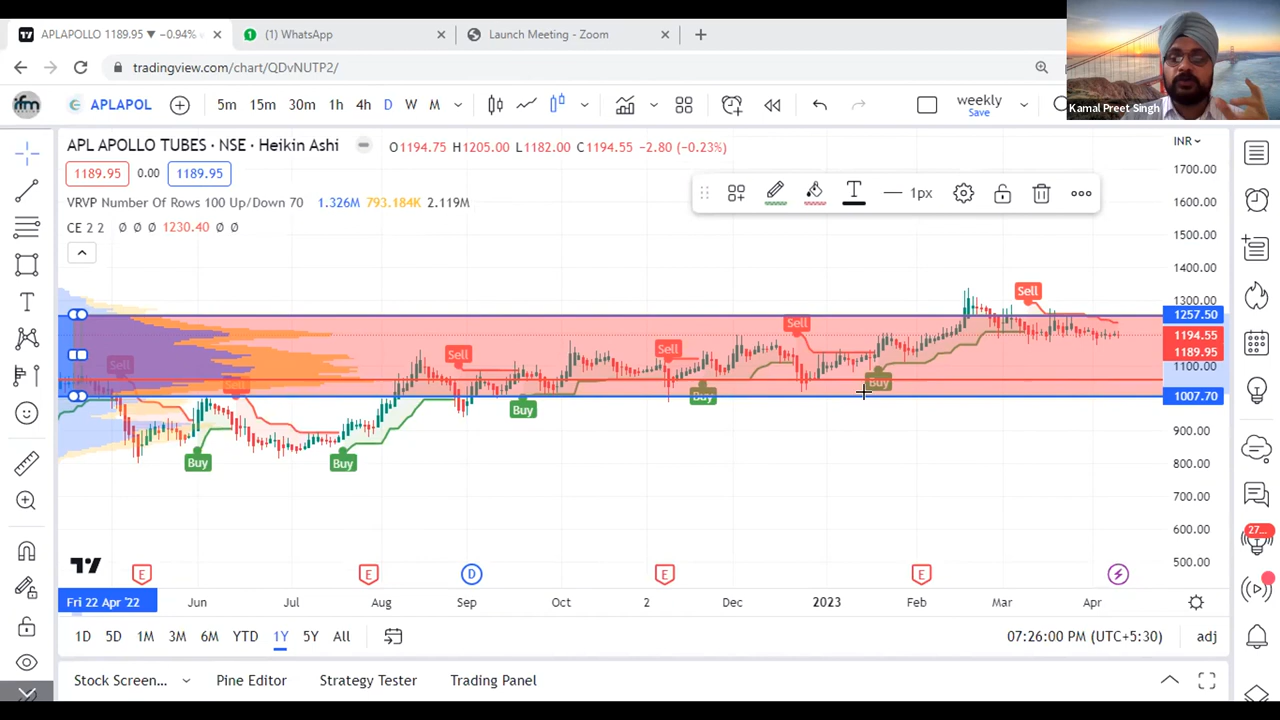 APLAPOLLO 1189.95 ▼ −0.94%
(1) WhatsApp
Launch Meeting - Zoom
tradingview.com/chart/QDvNUTP2/
Kamal Preet Singh
ifm
APLAPOL
5m 15m 30m 1h 4h D W M
weekly
Save
APL APOLLO TUBES · NSE · Heikin Ashi
O1194.75 H1205.00 L1182.00 C1194.55 −2.80 (−0.23%)
INR
1189.95 0.00 1189.95
1px
VRVP Number Of Rows 100 Up/Down 70 1.326M 793.184K 2.119M
CE 2 2 Ø Ø Ø 1230.40 Ø Ø
1700.00
1600.00
1500.00
1400.00
1300.00
1257.50
1194.55
1189.95
1100.00
1007.70
900.00
800.00
700.00
600.00
500.00
Sell
Sell
Sell
Sell
Sell
Sell
Buy
Buy
Buy
Buy
Buy
E E D E E
Fri 22 Apr '22 Jun Jul Aug Sep Oct 2 Dec 2023 Feb Mar Apr
1D 5D 1M 3M 6M YTD 1Y 5Y All
07:26:00 PM (UTC+5:30) adj
Stock Screen... Pine Editor Strategy Tester Trading Panel
27...